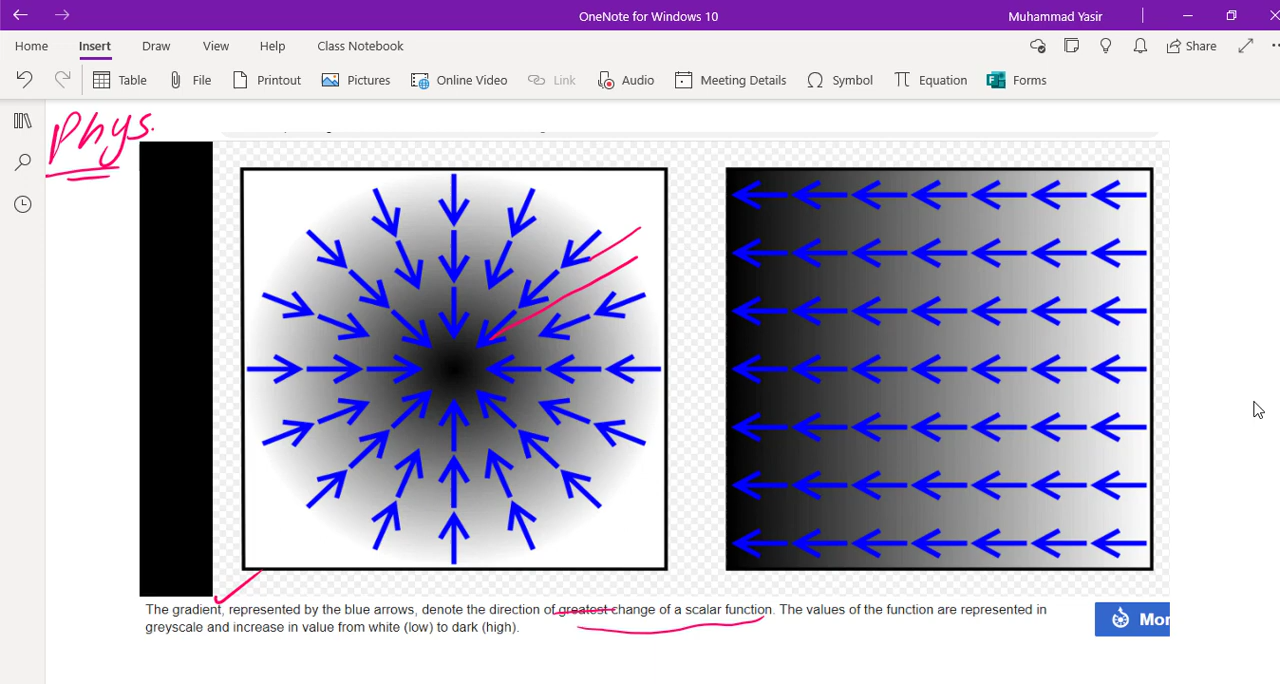 OneNote for Windows 10
Muhammad Yasir
Home Insert Draw View Help Class Notebook
Share
Table File Printout Pictures Online Video Link Audio Meeting Details Symbol Equation Forms
Phys.
The gradient, represented by the blue arrows, denote the direction of greatest change of a scalar function. The values of the function are represented in
greyscale and increase in value from white (low) to dark (high).
Mor